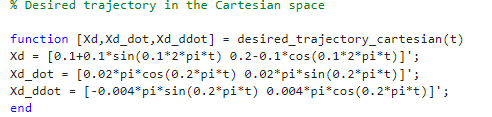 % Desired trajectory in the Cartesian space
function [Xd,Xd_dot,Xd_ddot] = desired_trajectory_cartesian(t)
Xd = [0.1+0.1*sin(0.1*2*pi*t) 0.2-0.1*cos(0.1*2*pi*t)]';
Xd_dot = [0.02*pi*cos(0.2*pi*t) 0.02*pi*sin(0.2*pi*t)]';
Xd_ddot = [-0.004*pi*sin(0.2*pi*t) 0.004*pi*cos(0.2*pi*t)]';
end